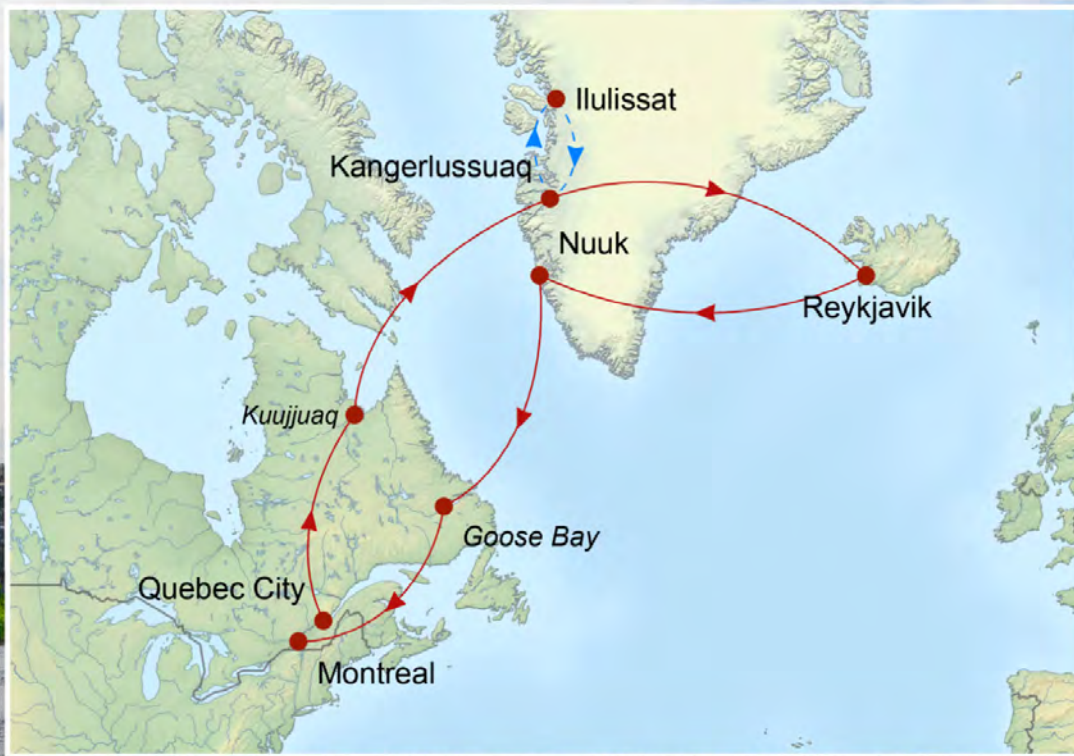 Ilulissat
Kangerlussuaq
Nuuk
Reykjavik
Kuujjuaq
Goose Bay
Quebec City
Montreal